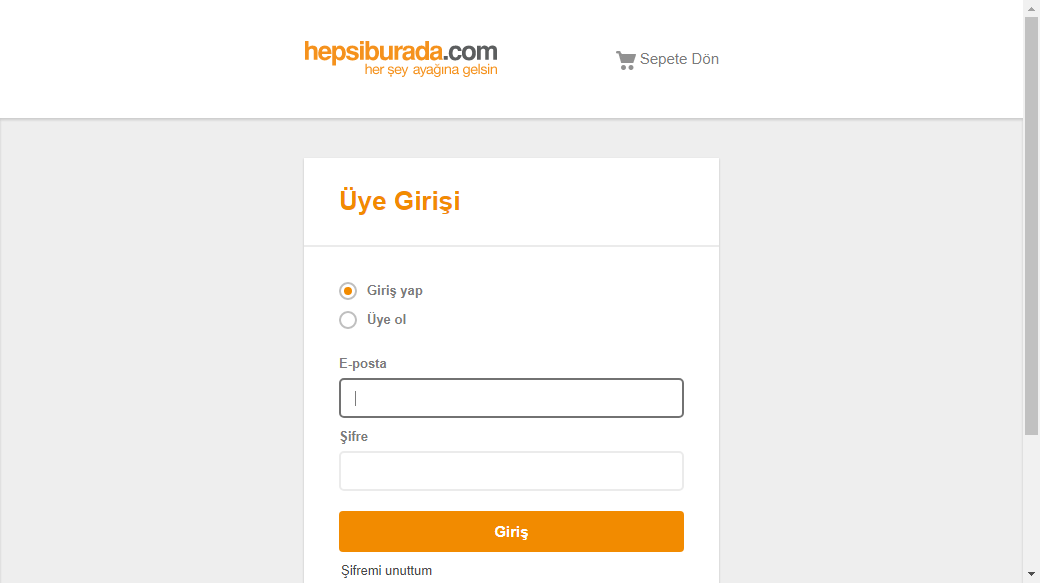 hepsiburada.com
her şey ayağına gelsin
Sepete Dön
Üye Girişi
Giriş yap
Üye ol
E-posta
Şifre
Giriş
Şifremi unuttum